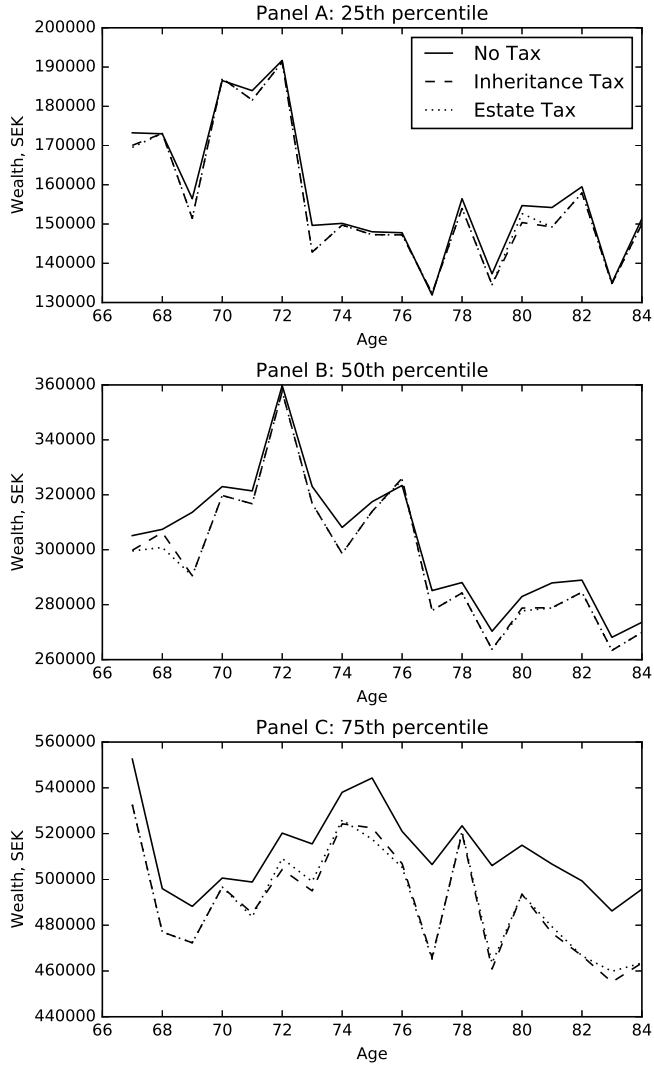 Panel A: 25th percentile
200000
190000
180000
170000
160000
150000
140000
130000
Wealth, SEK
No Tax
Inheritance Tax
Estate Tax
66 68 70 72 74 76 78 80 82 84
Age
Panel B: 50th percentile
360000
340000
320000
300000
280000
260000
Wealth, SEK
66 68 70 72 74 76 78 80 82 84
Age
Panel C: 75th percentile
560000
540000
520000
500000
480000
460000
440000
Wealth, SEK
66 68 70 72 74 76 78 80 82 84
Age